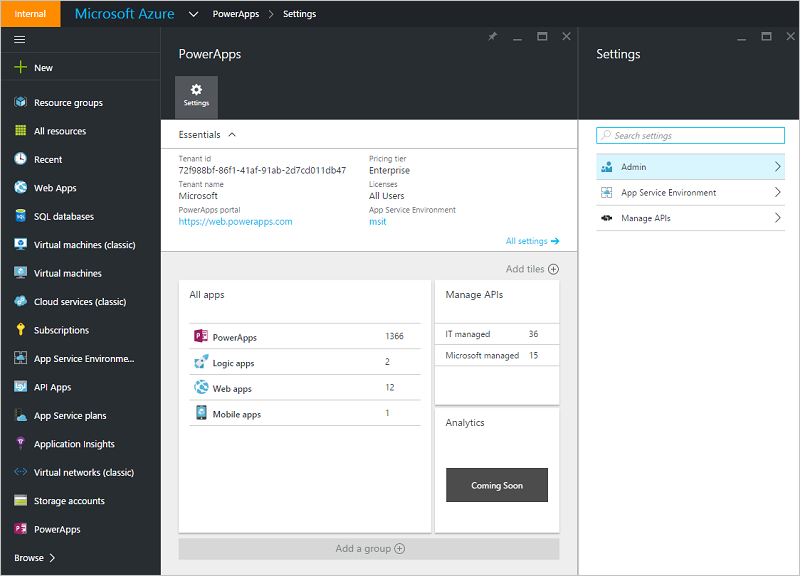 Internal
Microsoft Azure
PowerApps
Settings
New
Resource groups
All resources
Recent
Web Apps
SQL databases
Virtual machines (classic)
Virtual machines
Cloud services (classic)
Subscriptions
App Service Environme...
API Apps
App Service plans
Application Insights
Virtual networks (classic)
Storage accounts
PowerApps
Browse
PowerApps
Settings
Essentials
Tenant id
72f988bf-86f1-41af-91ab-2d7cd011db47
Tenant name
Microsoft
PowerApps portal
https://web.powerapps.com
Pricing tier
Enterprise
Licenses
All Users
App Service Environment
msit
All settings
Add tiles
All apps
PowerApps 1366
Logic apps 2
Web apps 12
Mobile apps 1
Manage APIs
IT managed 36
Microsoft managed 15
Analytics
Coming Soon
Add a group
Settings
Search settings
Admin
App Service Environment
Manage APIs